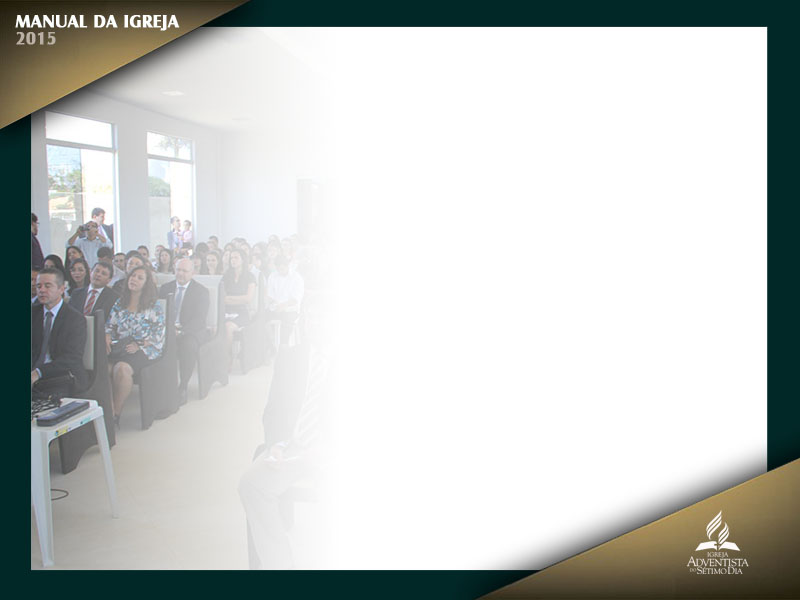 MANUAL DA IGREJA
2015
IGREJA
ADVENTISTA
DO SÉTIMO DIA